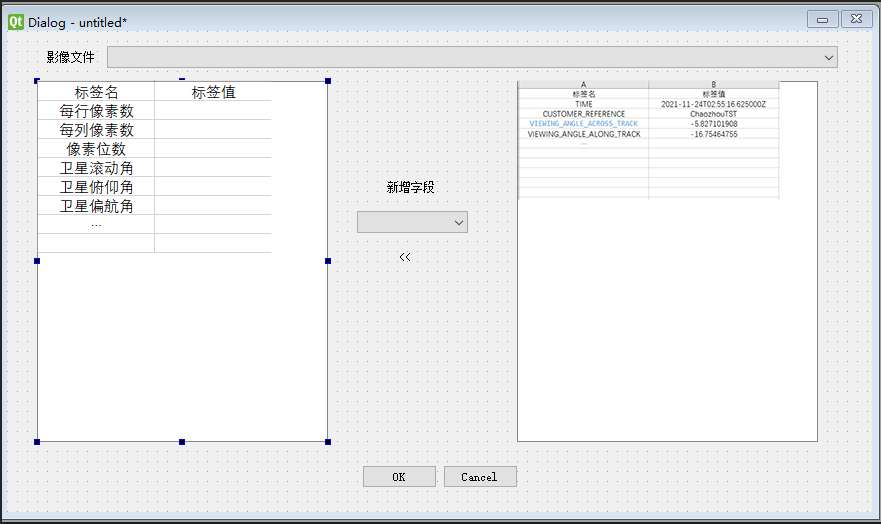 Qt Dialog - untitled*
影像文件
标签名 标签值
每行像素数
每列像素数
像素位数
卫星滚动角
卫星俯仰角
卫星偏航角
...
新增字段
<<
A B
标签名 标签值
TIME 2021-11-24T02:55:16.625000Z
CUSTOMER_REFERENCE ChaozhouTST
VIEWING_ANGLE_ACROSS_TRACK -5.827101908
VIEWING_ANGLE_ALONG_TRACK -16.75464755
...
OK Cancel